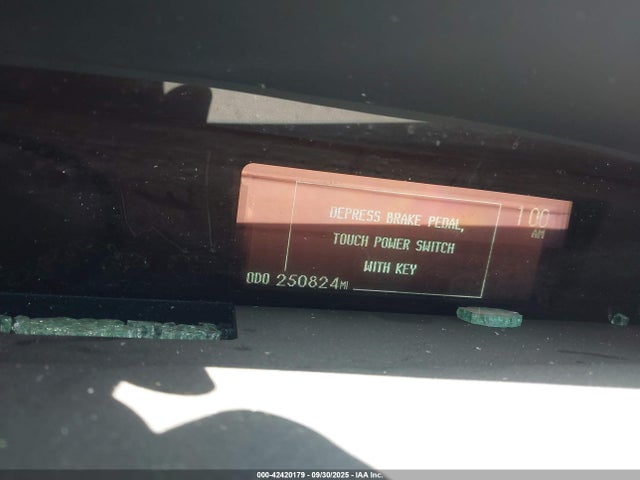 DEPRESS BRAKE PEDAL,
TOUCH POWER SWITCH
WITH KEY
1:00
AM
ODO 250824MI
000-42420179 - 09/30/2025 - IAA Inc.